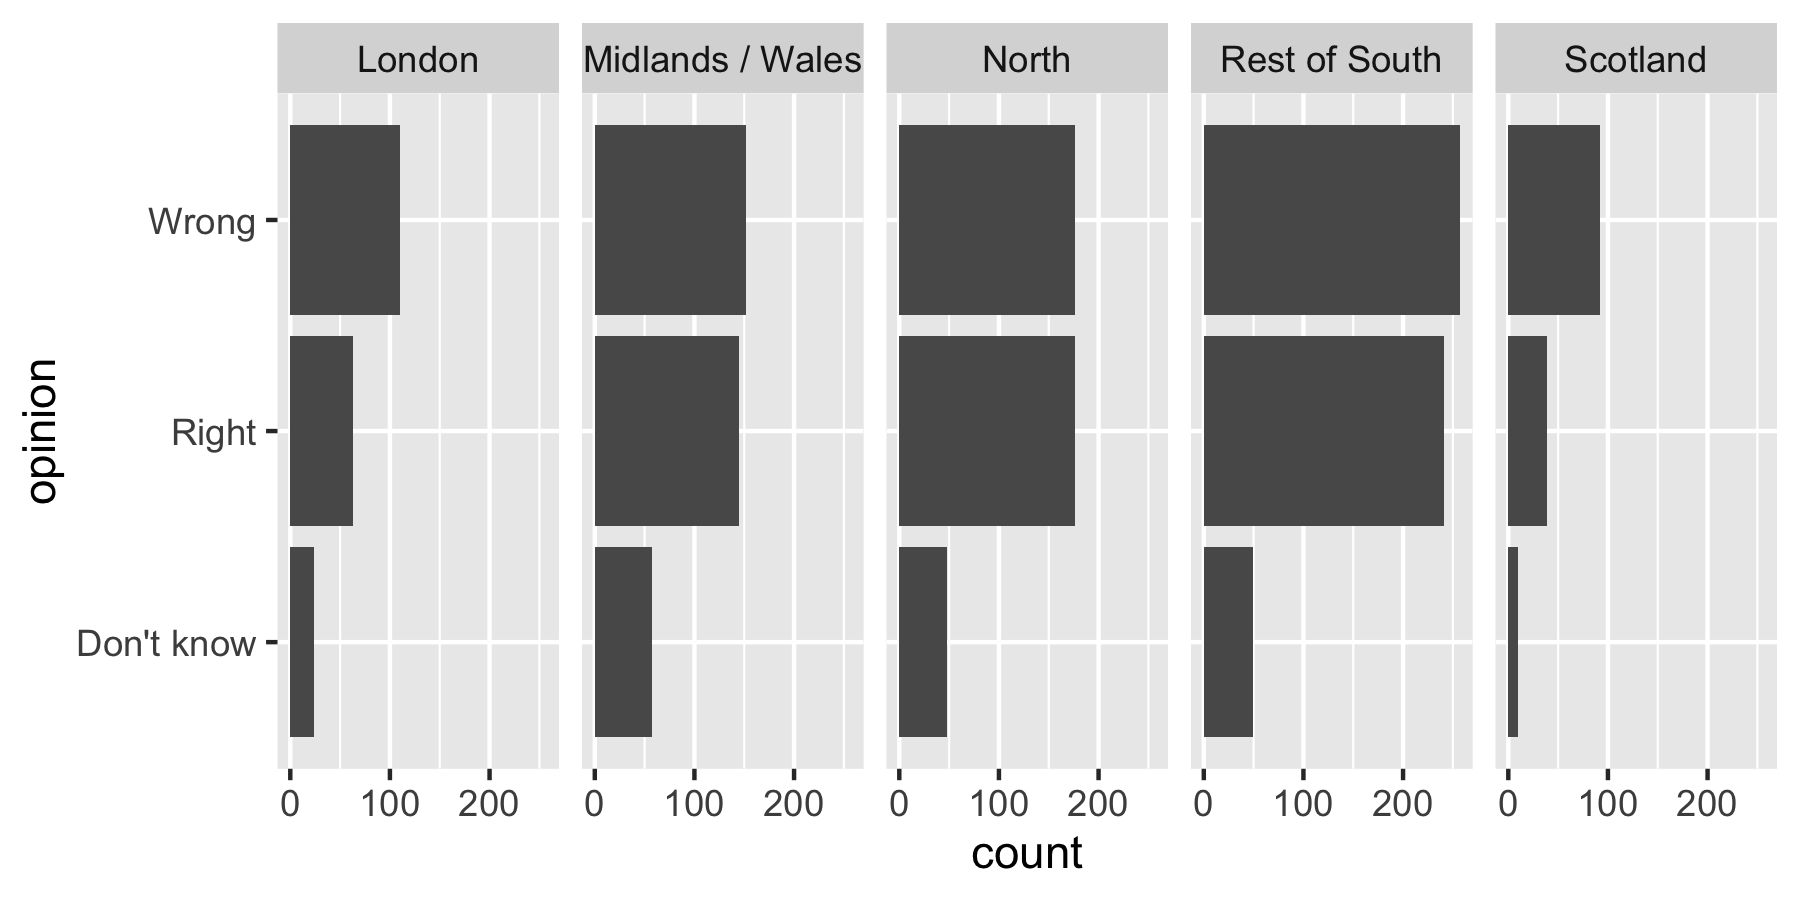 London Midlands / Wales North Rest of South Scotland
Wrong
Right
Don't know
opinion
0 100 200 0 100 200 0 100 200 0 100 200 0 100 200
count